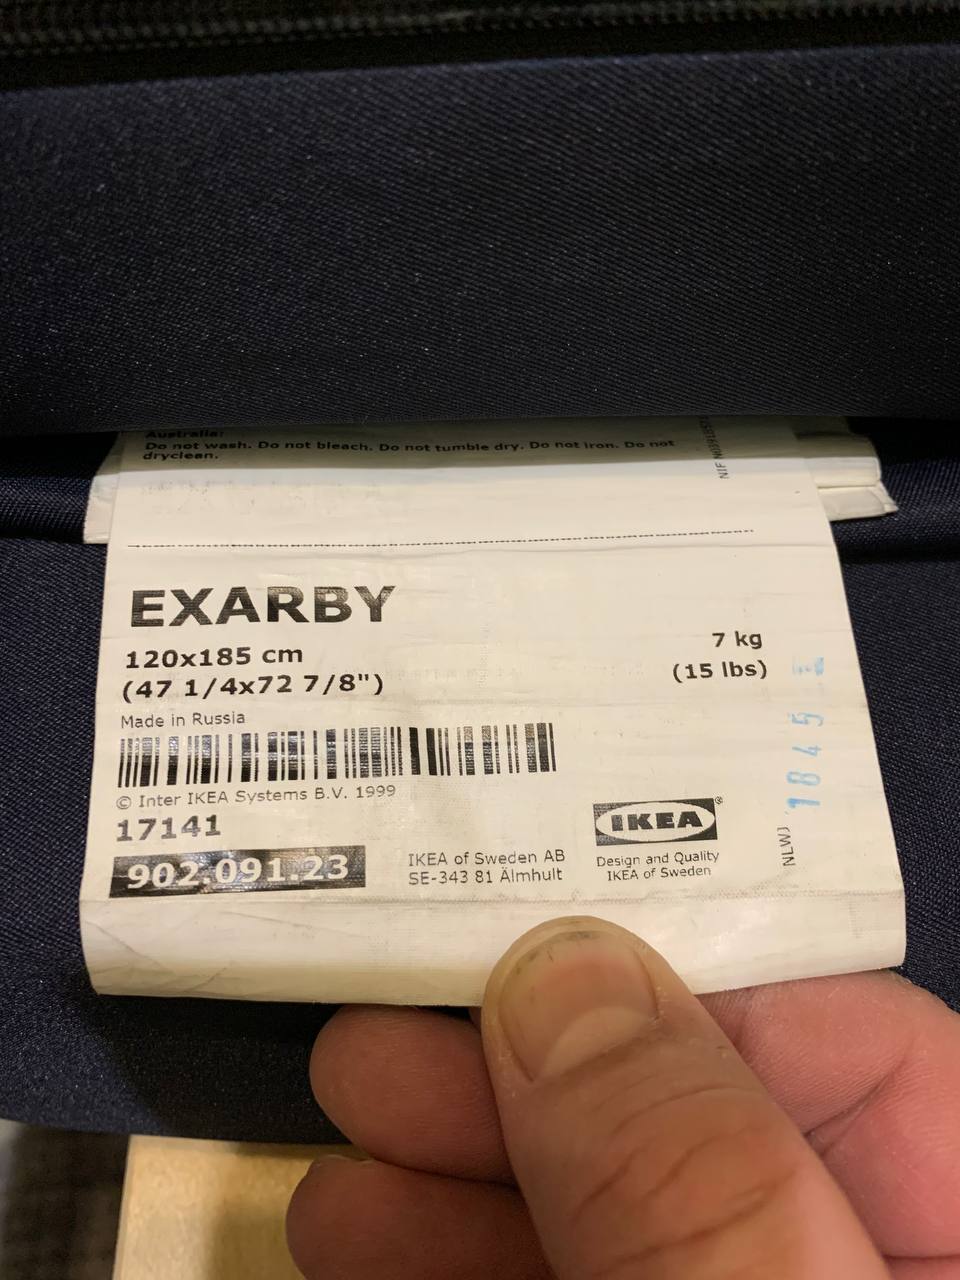 Australia:
Do not wash. Do not bleach. Do not tumble dry. Do not iron. Do not
dryclean.
EXARBY
120x185 cm
(47 1/4x72 7/8")
7 kg
(15 lbs)
Made in Russia
© Inter IKEA Systems B.V. 1999
17141
902.091.23
IKEA of Sweden AB
SE-343 81 Älmhult
IKEA®
Design and Quality
IKEA of Sweden
NLWJ
1845